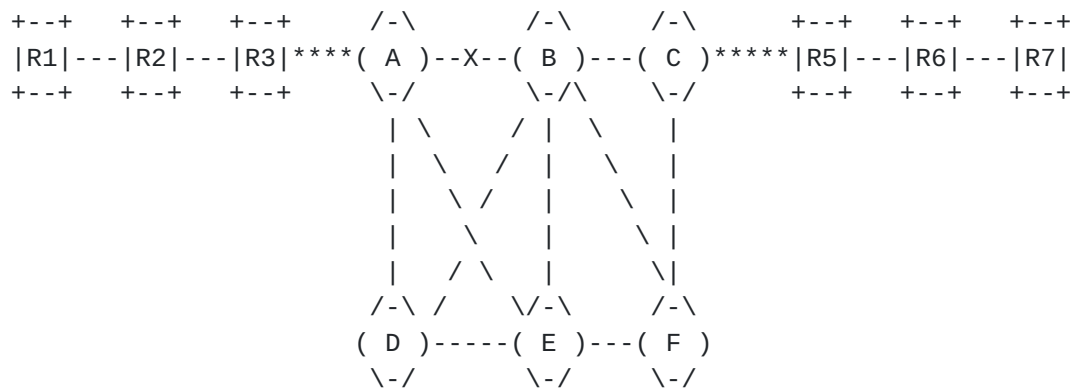 +--+   +--+   +--+     /-\       /-\     /-\      +--+   +--+   +--+
|R1|---|R2|---|R3|****( A )--X--( B )---( C )*****|R5|---|R6|---|R7|
+--+   +--+   +--+     \-/       \-/\    \-/      +--+   +--+   +--+
                        | \     / |  \    |
                        |  \   /  |   \   |
                        |   \ /   |    \  |
                        |    \    |     \ |
                        |   / \   |      \|
                       /-\ /    \/-\     /-\
                      ( D )-----( E )---( F )
                       \-/       \-/     \-/